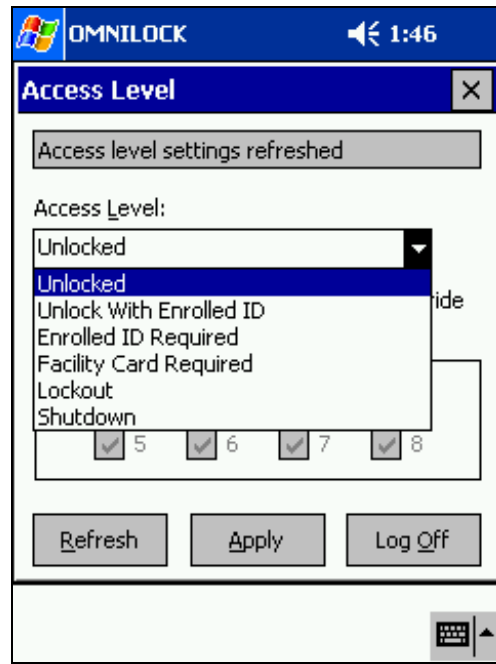 OMNILOCK 1:46
Access Level
Access level settings refreshed
Access Level:
Unlocked
Unlocked
Unlock With Enrolled ID
ride
Enrolled ID Required
Facility Card Required
Lockout
Shutdown
5 6 7 8
Refresh Apply Log Off